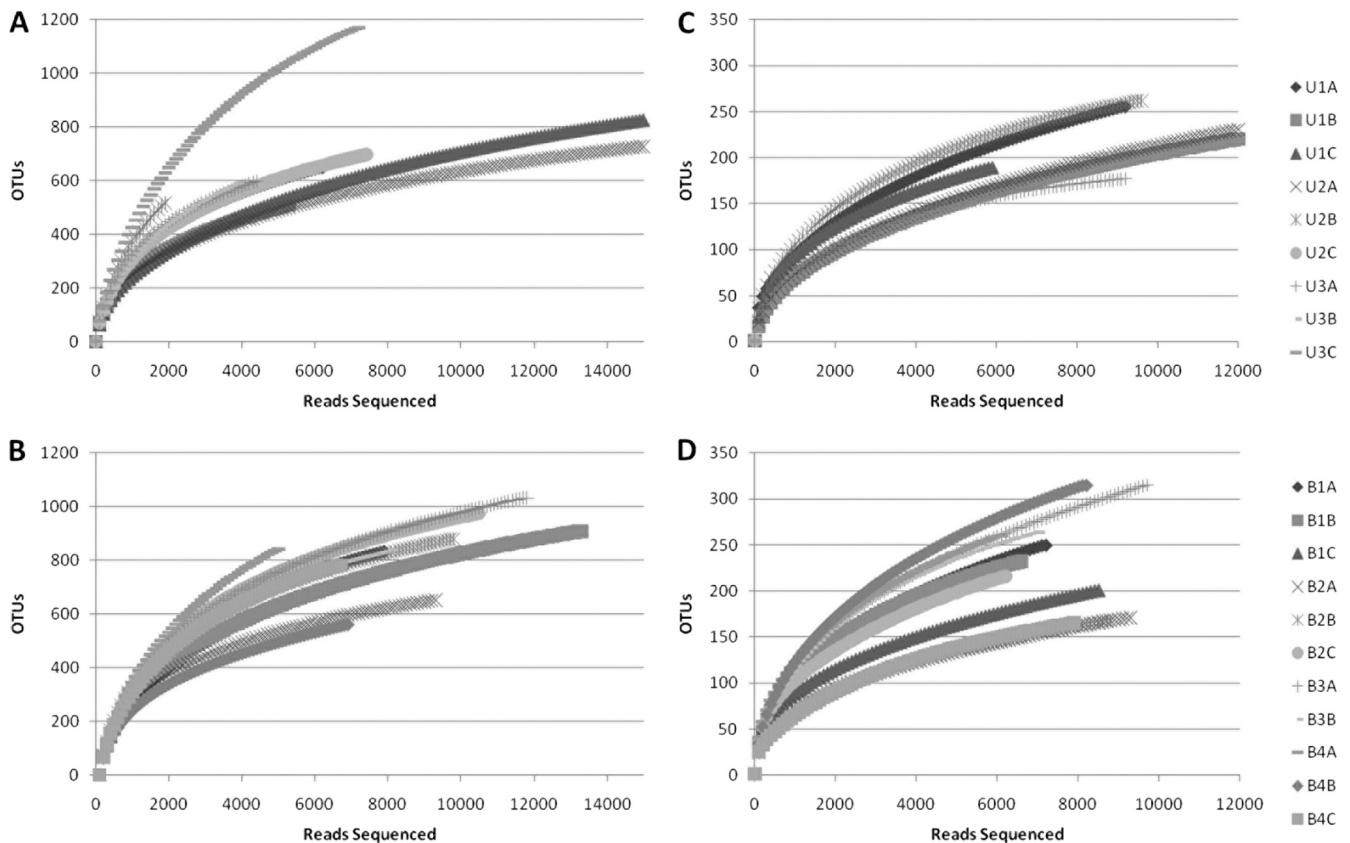 A
1200
1000
800
600
400
200
0
OTUs
0 2000 4000 6000 8000 10000 12000 14000
Reads Sequenced
C
350
300
250
200
150
100
50
0
OTUs
0 2000 4000 6000 8000 10000 12000
Reads Sequenced
U1A
U1B
U1C
U2A
U2B
U2C
U3A
U3B
U3C
B
1200
1000
800
600
400
200
0
OTUs
0 2000 4000 6000 8000 10000 12000 14000
Reads Sequenced
D
350
300
250
200
150
100
50
0
OTUs
0 2000 4000 6000 8000 10000 12000
Reads Sequenced
B1A
B1B
B1C
B2A
B2B
B2C
B3A
B3B
B4A
B4B
B4C